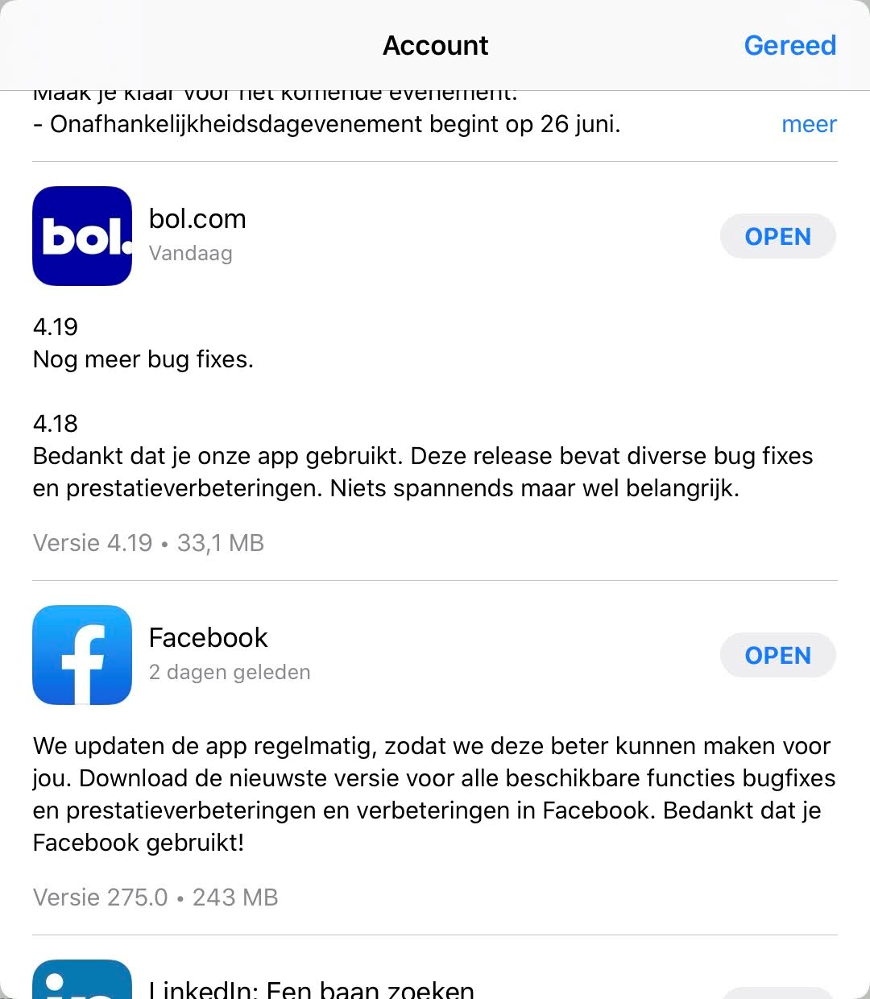 Account
Gereed
Maak je klaar voor het komende evenement:
- Onafhankelijkheidsdagevenement begint op 26 juni.
meer
bol.
bol.com
Vandaag
OPEN
4.19
Nog meer bug fixes.
4.18
Bedankt dat je onze app gebruikt. Deze release bevat diverse bug fixes
en prestatieverbeteringen. Niets spannends maar wel belangrijk.
Versie 4.19 • 33,1 MB
f
Facebook
2 dagen geleden
OPEN
We updaten de app regelmatig, zodat we deze beter kunnen maken voor
jou. Download de nieuwste versie voor alle beschikbare functies bugfixes
en prestatieverbeteringen en verbeteringen in Facebook. Bedankt dat je
Facebook gebruikt!
Versie 275.0 • 243 MB
in
LinkedIn: Een baan zoeken